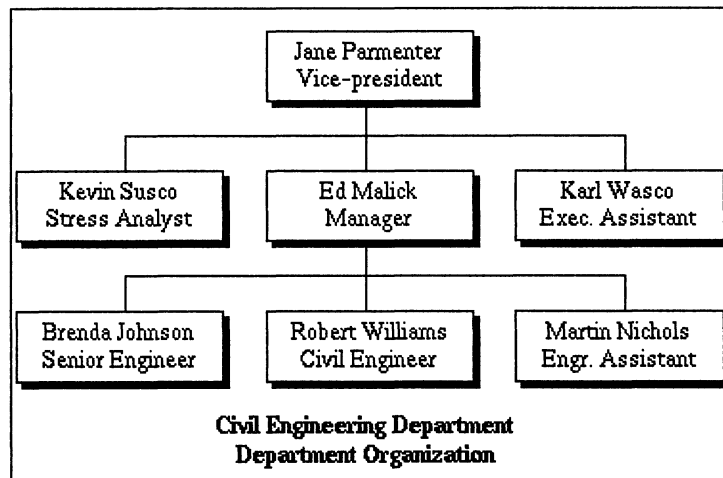 Jane Parmenter
Vice-president
Kevin Susco
Stress Analyst
Ed Malick
Manager
Karl Wasco
Exec. Assistant
Brenda Johnson
Senior Engineer
Robert Williams
Civil Engineer
Martin Nichols
Engr. Assistant
Civil Engineering Department
Department Organization